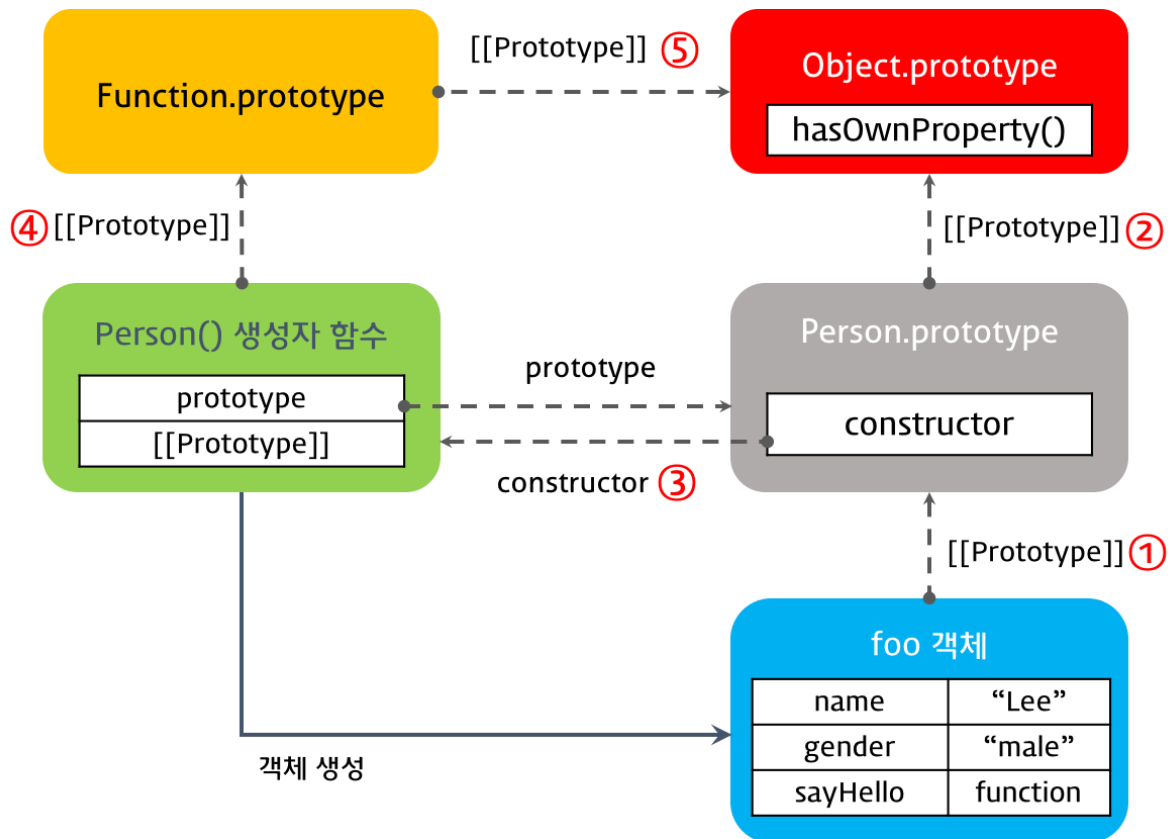 [[Prototype]] ⑤
Function.prototype
Object.prototype
hasOwnProperty()
④ [[Prototype]]
[[Prototype]] ②
Person() 생성자 함수
prototype
[[Prototype]]
prototype
constructor ③
Person.prototype
constructor
[[Prototype]] ①
foo 객체
name “Lee”
gender “male”
sayHello function
객체 생성